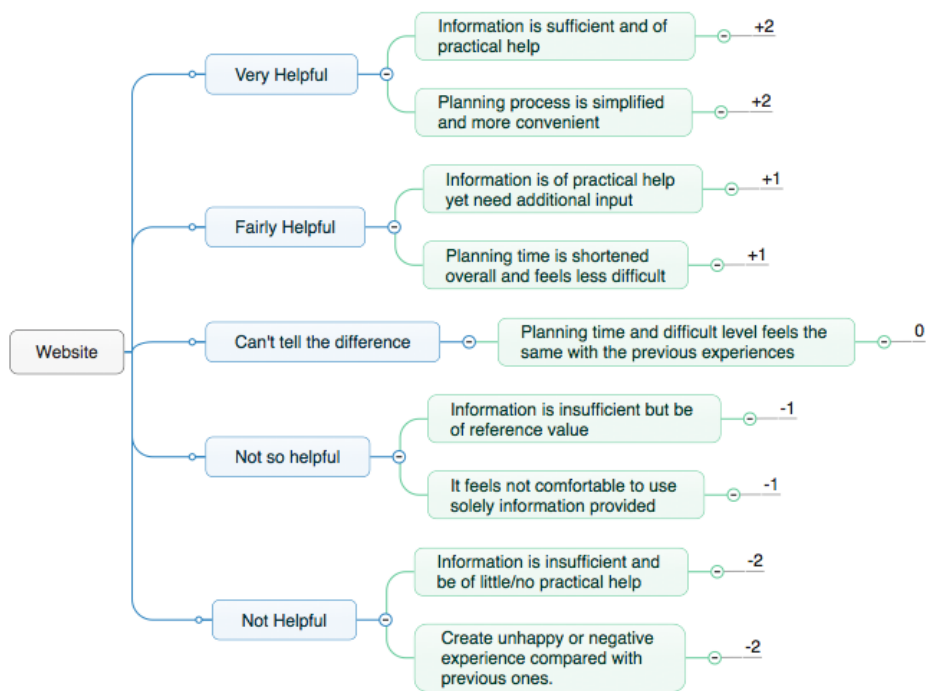 Website
Very Helpful
Information is sufficient and of
practical help
+2
Planning process is simplified
and more convenient
+2
Fairly Helpful
Information is of practical help
yet need additional input
+1
Planning time is shortened
overall and feels less difficult
+1
Can't tell the difference
Planning time and difficult level feels the
same with the previous experiences
0
Not so helpful
Information is insufficient but be
of reference value
-1
It feels not comfortable to use
solely information provided
-1
Not Helpful
Information is insufficient and
be of little/no practical help
-2
Create unhappy or negative
experience compared with
previous ones.
-2